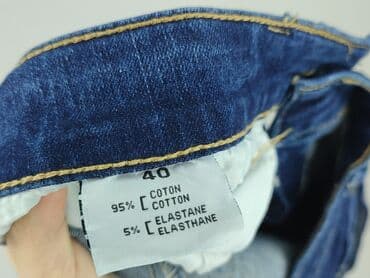 40
95% [ COTON
COTTON
5% [ ELASTANE
ELASTHANE